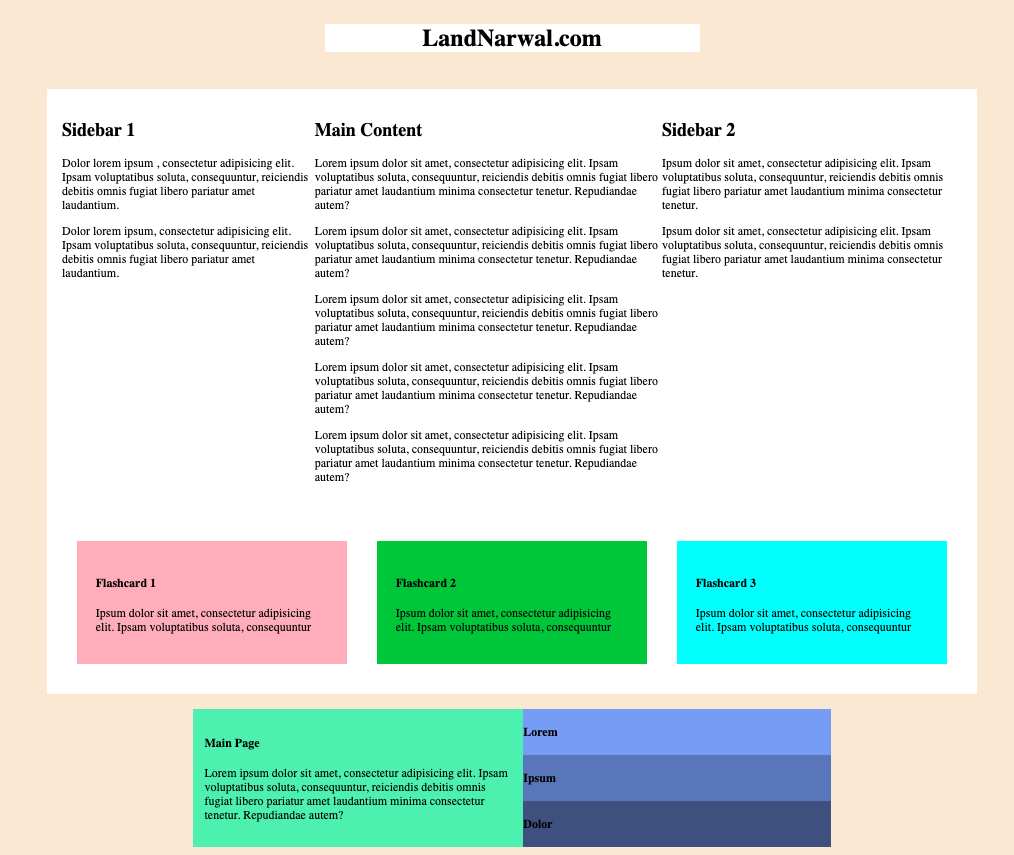 LandNarwal.com
Sidebar 1
Dolor lorem ipsum , consectetur adipisicing elit.
Ipsam voluptatibus soluta, consequuntur, reiciendis
debitis omnis fugiat libero pariatur amet
laudantium.
Dolor lorem ipsum, consectetur adipisicing elit.
Ipsam voluptatibus soluta, consequuntur, reiciendis
debitis omnis fugiat libero pariatur amet
laudantium.
Main Content
Lorem ipsum dolor sit amet, consectetur adipisicing elit. Ipsam
voluptatibus soluta, consequuntur, reiciendis debitis omnis fugiat libero
pariatur amet laudantium minima consectetur tenetur. Repudiandae
autem?
Lorem ipsum dolor sit amet, consectetur adipisicing elit. Ipsam
voluptatibus soluta, consequuntur, reiciendis debitis omnis fugiat libero
pariatur amet laudantium minima consectetur tenetur. Repudiandae
autem?
Lorem ipsum dolor sit amet, consectetur adipisicing elit. Ipsam
voluptatibus soluta, consequuntur, reiciendis debitis omnis fugiat libero
pariatur amet laudantium minima consectetur tenetur. Repudiandae
autem?
Lorem ipsum dolor sit amet, consectetur adipisicing elit. Ipsam
voluptatibus soluta, consequuntur, reiciendis debitis omnis fugiat libero
pariatur amet laudantium minima consectetur tenetur. Repudiandae
autem?
Lorem ipsum dolor sit amet, consectetur adipisicing elit. Ipsam
voluptatibus soluta, consequuntur, reiciendis debitis omnis fugiat libero
pariatur amet laudantium minima consectetur tenetur. Repudiandae
autem?
Sidebar 2
Ipsum dolor sit amet, consectetur adipisicing elit. Ipsam
voluptatibus soluta, consequuntur, reiciendis debitis omnis
fugiat libero pariatur amet laudantium minima consectetur
tenetur.
Ipsum dolor sit amet, consectetur adipisicing elit. Ipsam
voluptatibus soluta, consequuntur, reiciendis debitis omnis
fugiat libero pariatur amet laudantium minima consectetur
tenetur.
Flashcard 1
Ipsum dolor sit amet, consectetur adipisicing
elit. Ipsam voluptatibus soluta, consequuntur
Flashcard 2
Ipsum dolor sit amet, consectetur adipisicing
elit. Ipsam voluptatibus soluta, consequuntur
Flashcard 3
Ipsum dolor sit amet, consectetur adipisicing
elit. Ipsam voluptatibus soluta, consequuntur
Main Page
Lorem ipsum dolor sit amet, consectetur adipisicing elit. Ipsam
voluptatibus soluta, consequuntur, reiciendis debitis omnis
fugiat libero pariatur amet laudantium minima consectetur
tenetur. Repudiandae autem?
Lorem
Ipsum
Dolor